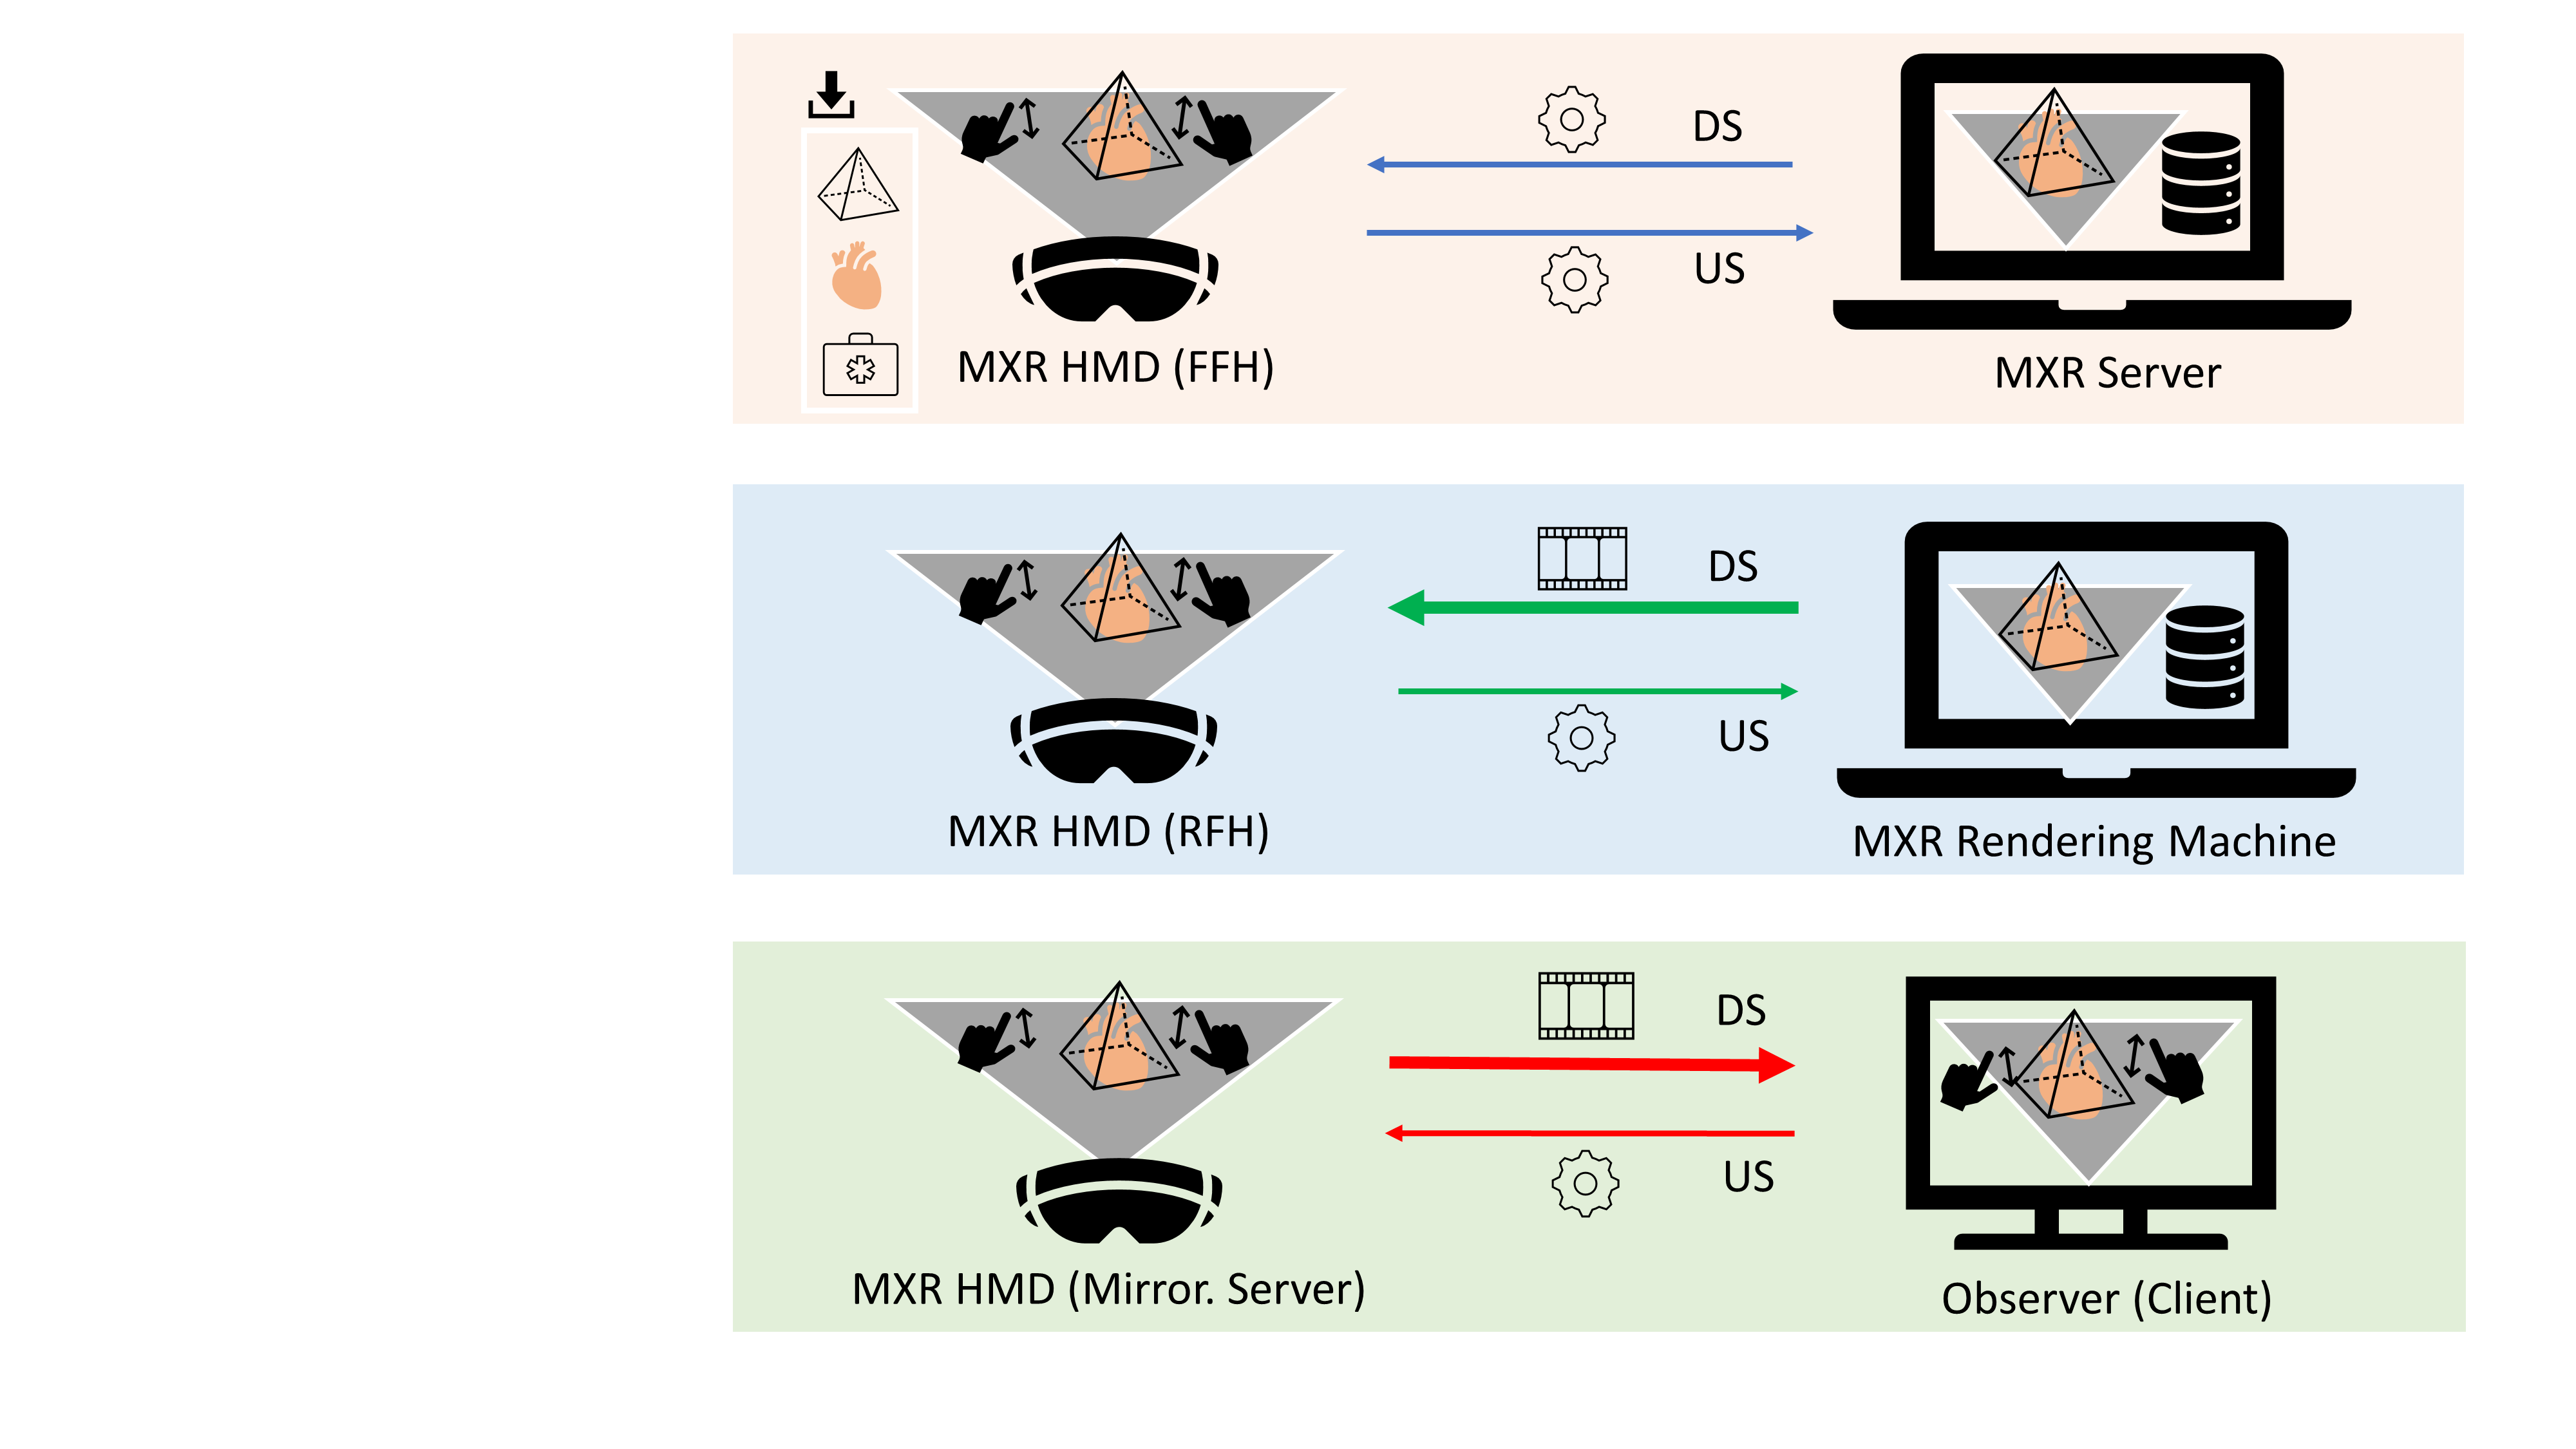 DS
US
MXR HMD (FFH)
MXR Server
DS
US
MXR HMD (RFH)
MXR Rendering Machine
DS
US
MXR HMD (Mirror. Server)
Observer (Client)